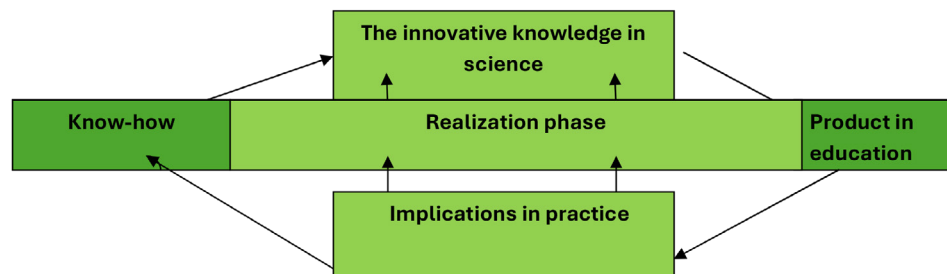 The innovative knowledge in
science
Know-how
Realization phase
Product in
education
Implications in practice